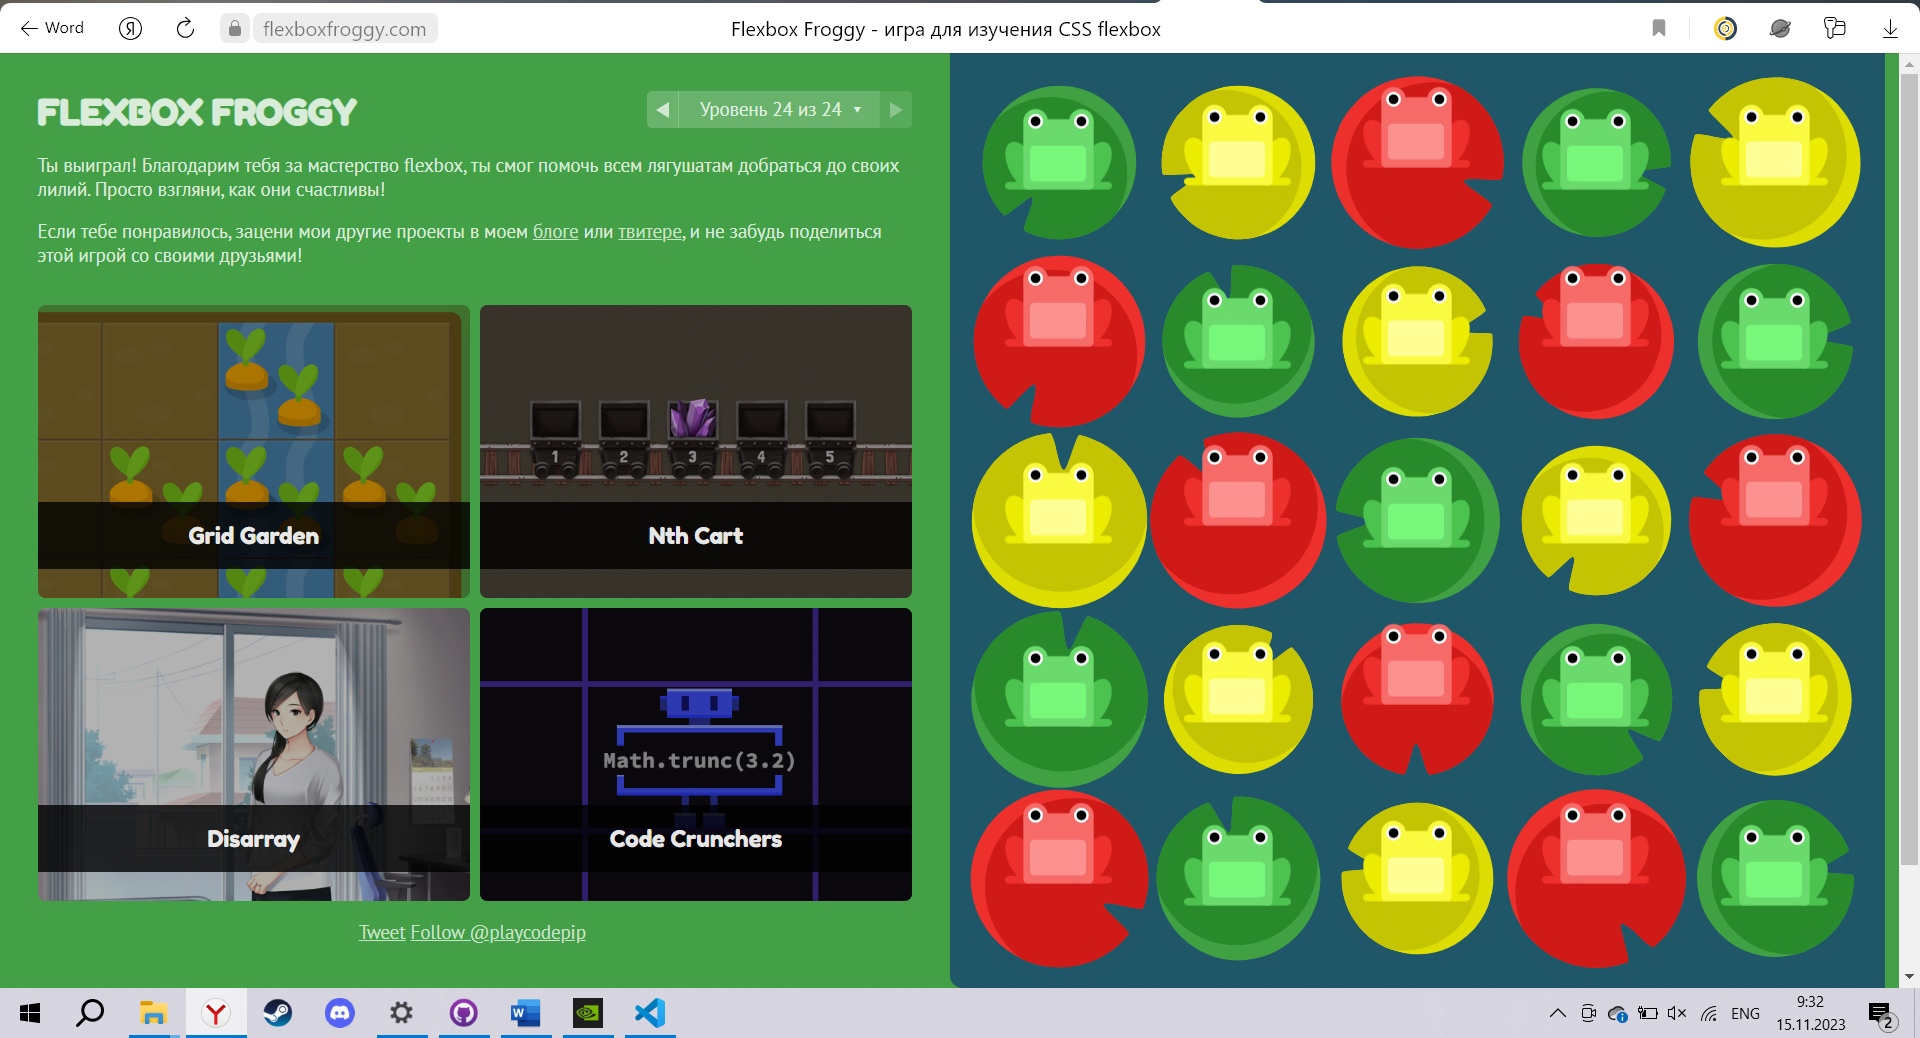 Word
Я
flexboxfroggy.com
Flexbox Froggy - игра для изучения CSS flexbox
FLEXBOX FROGGY
Уровень 24 из 24
Ты выиграл! Благодарим тебя за мастерство flexbox, ты смог помочь всем лягушатам добраться до своих
лилий. Просто взгляни, как они счастливы!
Если тебе понравилось, зацени мои другие проекты в моем блоге или твитере, и не забудь поделиться
этой игрой со своими друзьями!
1 2 3 4 5
Grid Garden
Nth Cart
Math.trunc(3.2)
Disarray
Code Crunchers
Tweet Follow @playcodepip
ENG
9:32
15.11.2023
2